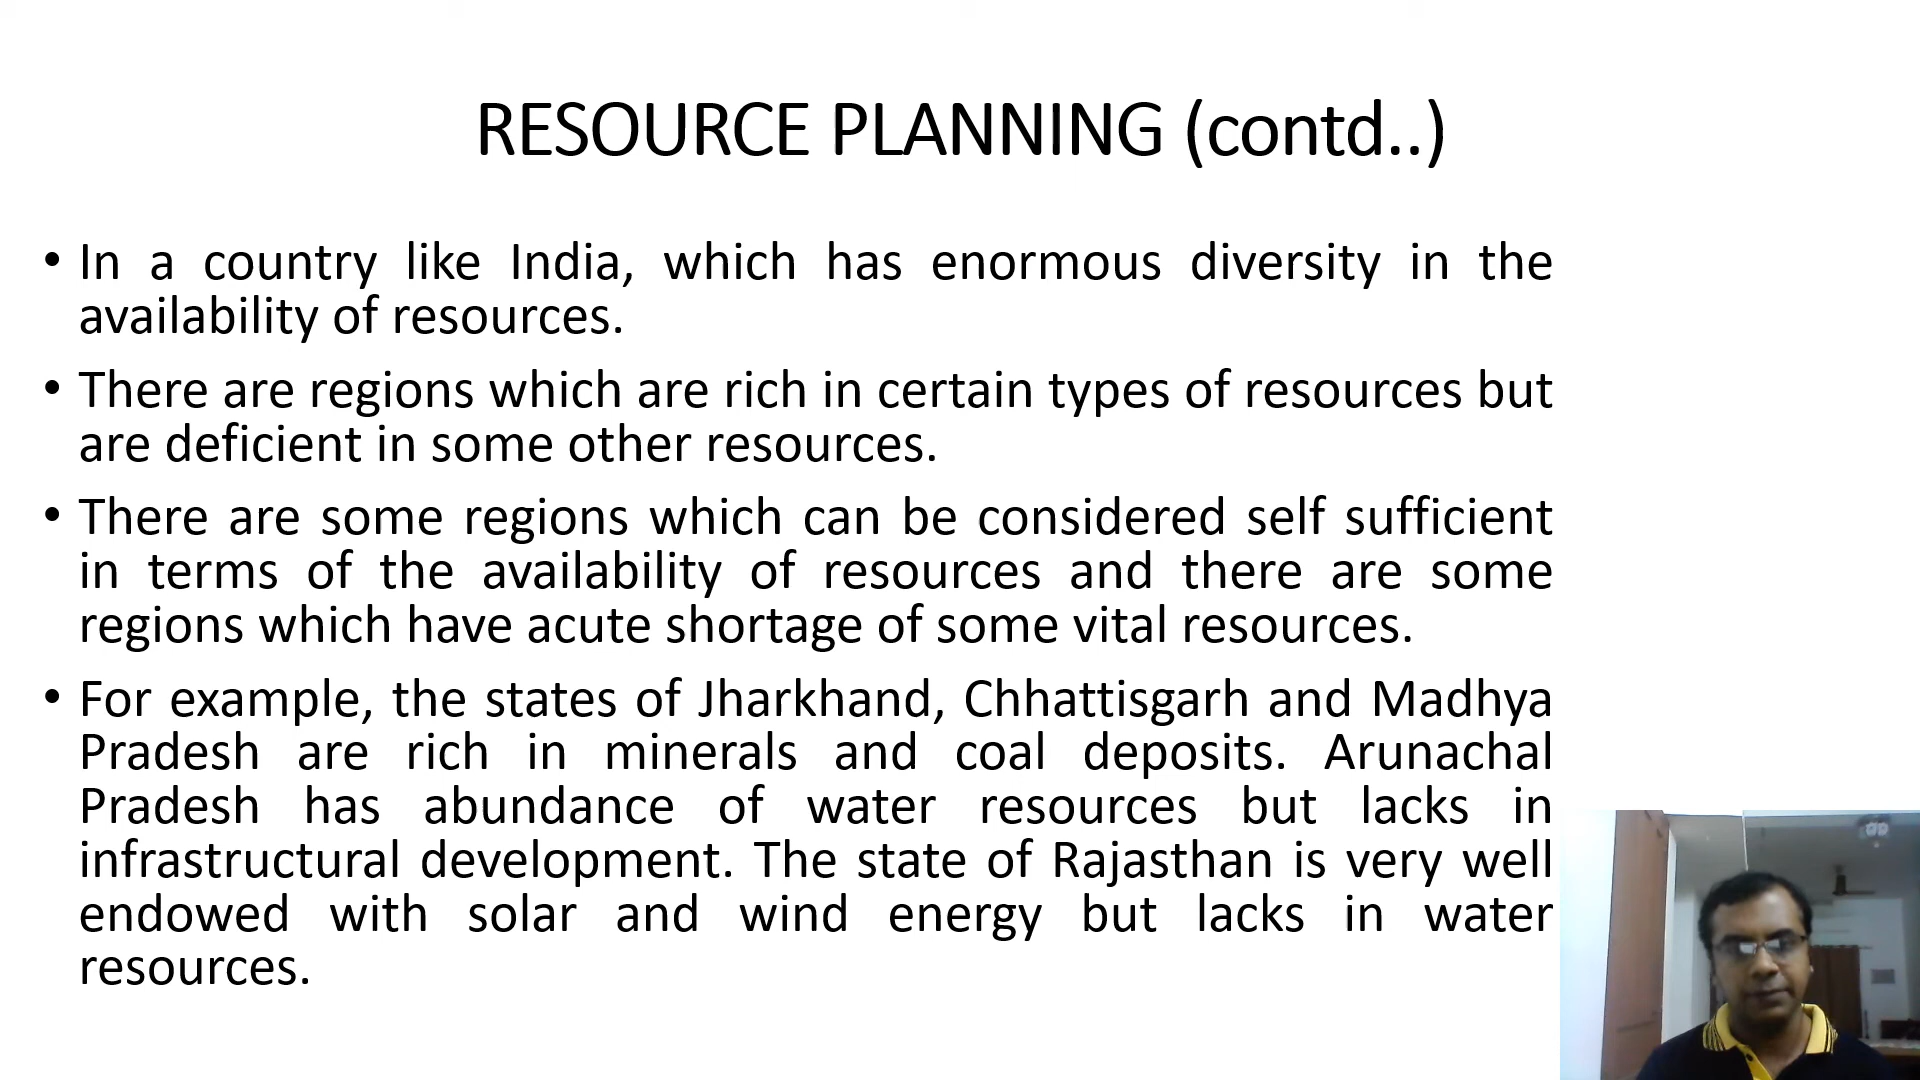 RESOURCE PLANNING (contd..)
• In a country like India, which has enormous diversity in the
availability of resources.
• There are regions which are rich in certain types of resources but
are deficient in some other resources.
• There are some regions which can be considered self sufficient
in terms of the availability of resources and there are some
regions which have acute shortage of some vital resources.
• For example, the states of Jharkhand, Chhattisgarh and Madhya
Pradesh are rich in minerals and coal deposits. Arunachal
Pradesh has abundance of water resources but lacks in
infrastructural development. The state of Rajasthan is very well
endowed with solar and wind energy but lacks in water
resources.